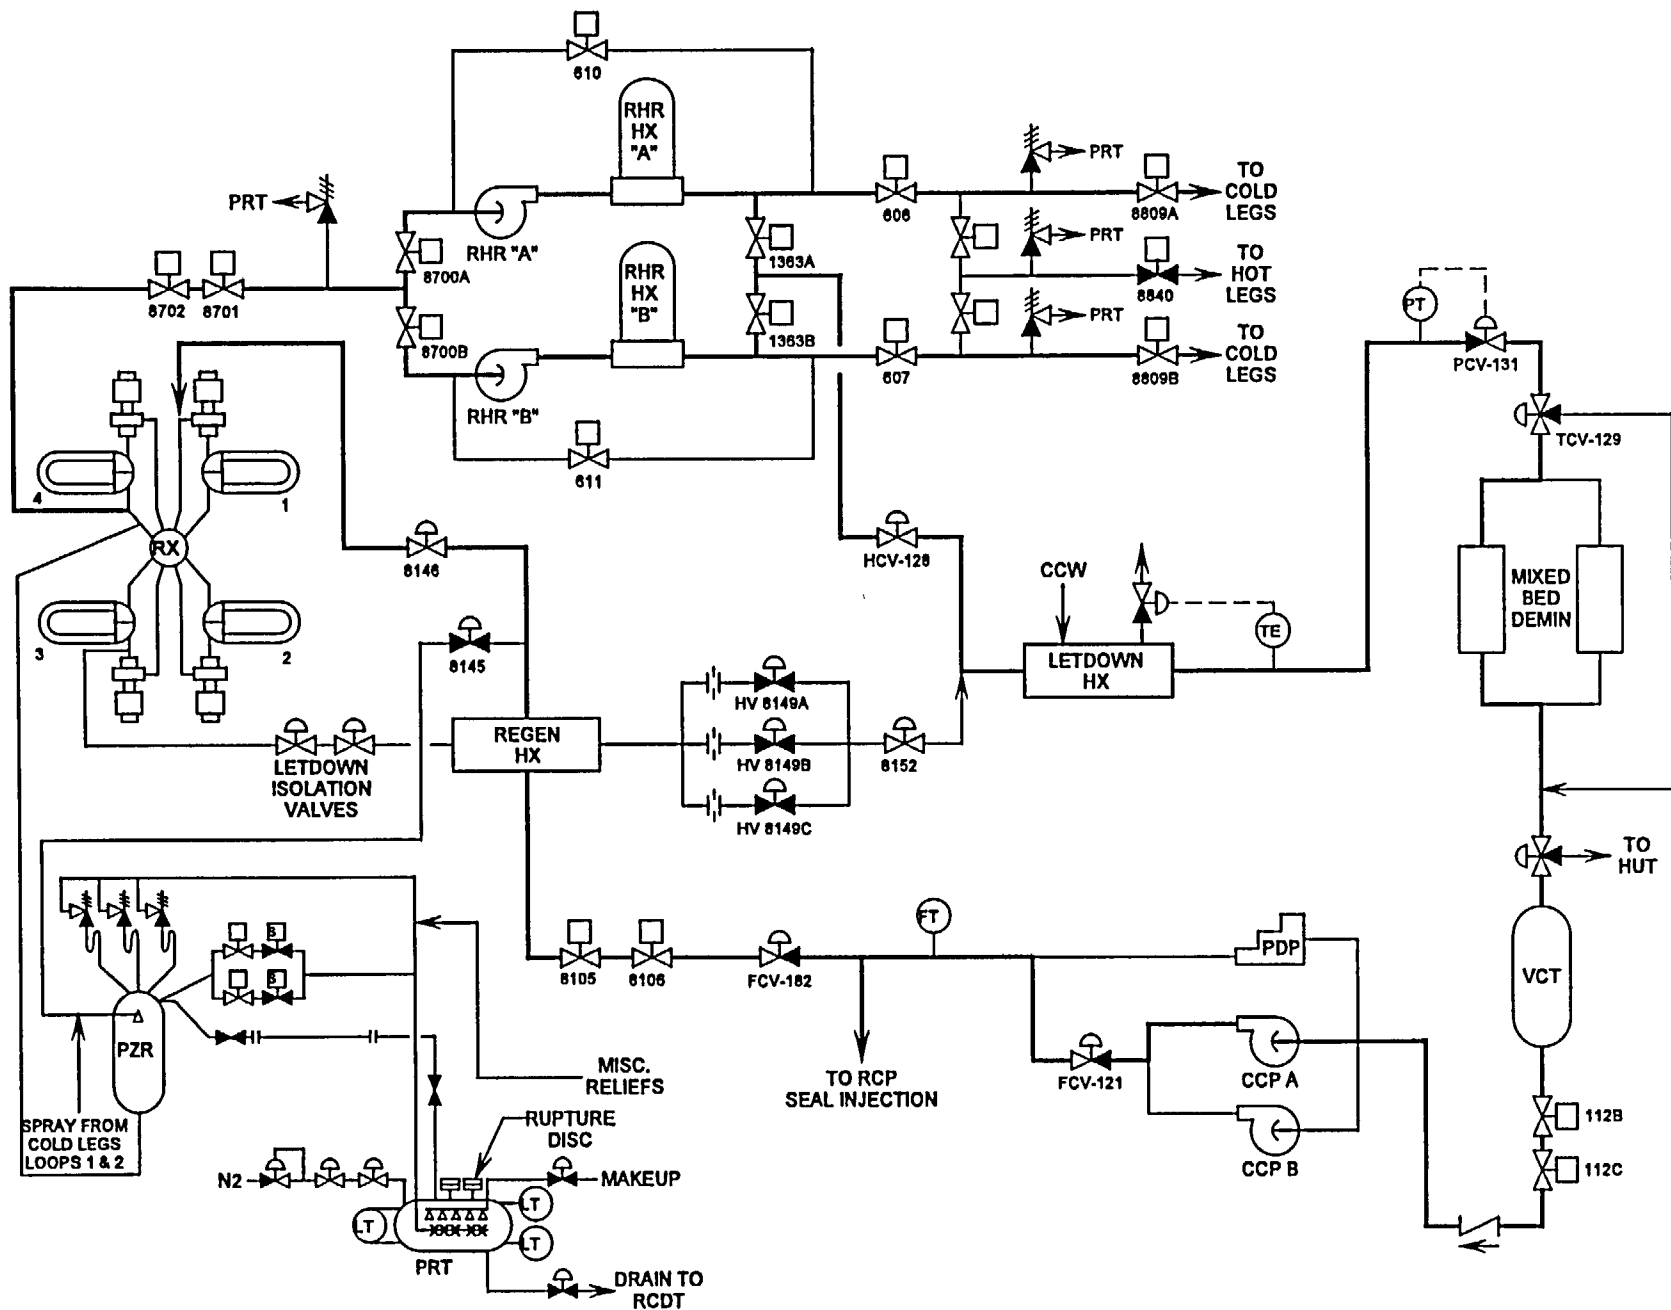 610
RHR
HX
"A"
PRT
TO
COLD
LEGS
606
8809A
PRT
RHR "A"
8700A
1363A
PRT
TO
HOT
LEGS
8840
8702
8701
RHR
HX
"B"
PRT
TO
COLD
LEGS
8700B
1363B
607
8809B
RHR "B"
PT
PCV-131
611
TCV-129
4
1
RX
8146
HCV-128
CCW
MIXED
BED
DEMIN
TE
3
2
8145
LETDOWN
HX
HV 8149A
REGEN
HX
HV 8149B
8152
LETDOWN
ISOLATION
VALVES
HV 8149C
TO
HUT
FT
S
S
8105
8106
FCV-182
PDP
VCT
PZR
MISC.
RELIEFS
TO RCP
SEAL INJECTION
FCV-121
CCP A
SPRAY FROM
COLD LEGS
LOOPS 1 & 2
RUPTURE
DISC
112B
CCP B
112C
N2
MAKEUP
LT
LT
LT
PRT
DRAIN TO
RCDT